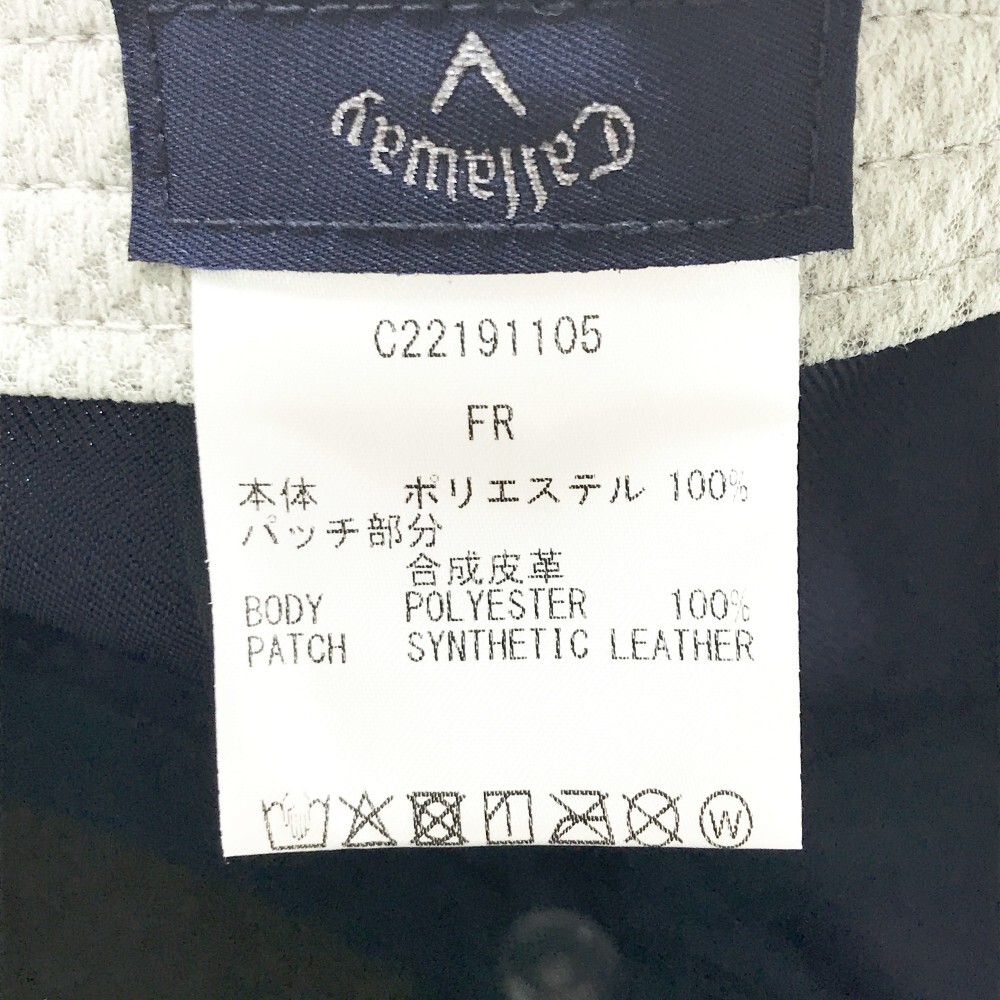 Callaway
C22191105
FR
本体 ポリエステル 100%
パッチ部分
合成皮革
BODY POLYESTER 100%
PATCH SYNTHETIC LEATHER
W